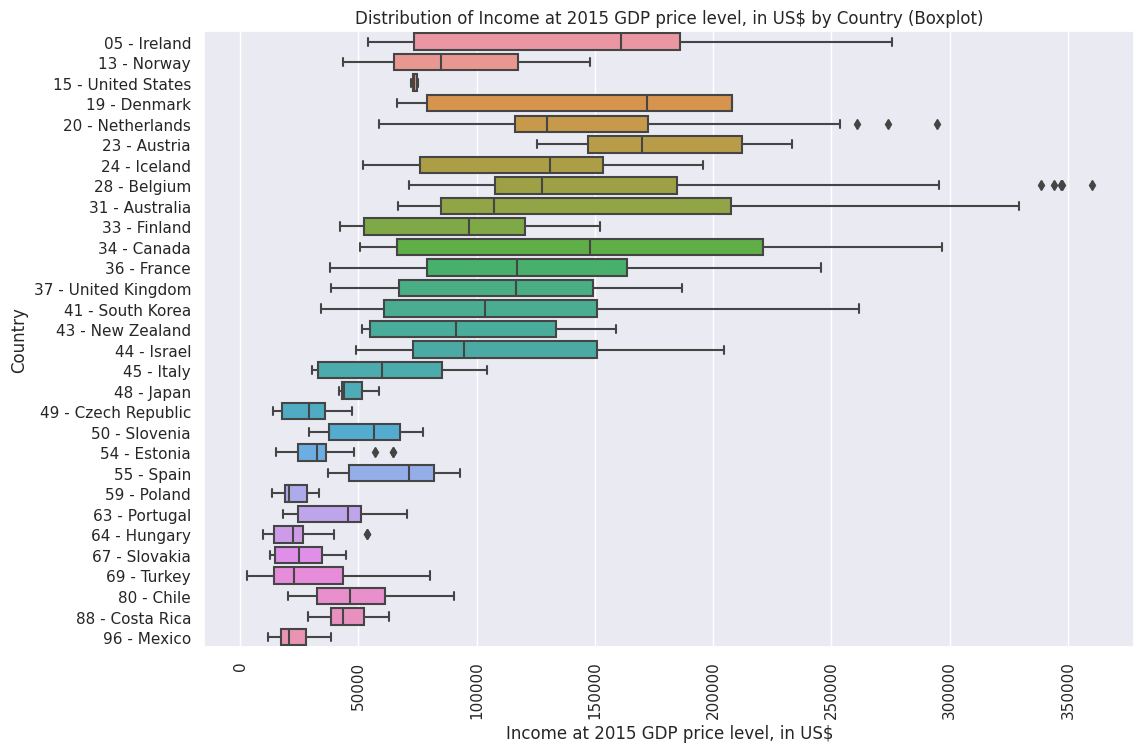 Distribution of Income at 2015 GDP price level, in US$ by Country (Boxplot)
Country
05 - Ireland
13 - Norway
15 - United States
19 - Denmark
20 - Netherlands
23 - Austria
24 - Iceland
28 - Belgium
31 - Australia
33 - Finland
34 - Canada
36 - France
37 - United Kingdom
41 - South Korea
43 - New Zealand
44 - Israel
45 - Italy
48 - Japan
49 - Czech Republic
50 - Slovenia
54 - Estonia
55 - Spain
59 - Poland
63 - Portugal
64 - Hungary
67 - Slovakia
69 - Turkey
80 - Chile
88 - Costa Rica
96 - Mexico
0
50000
100000
150000
200000
250000
300000
350000
Income at 2015 GDP price level, in US$